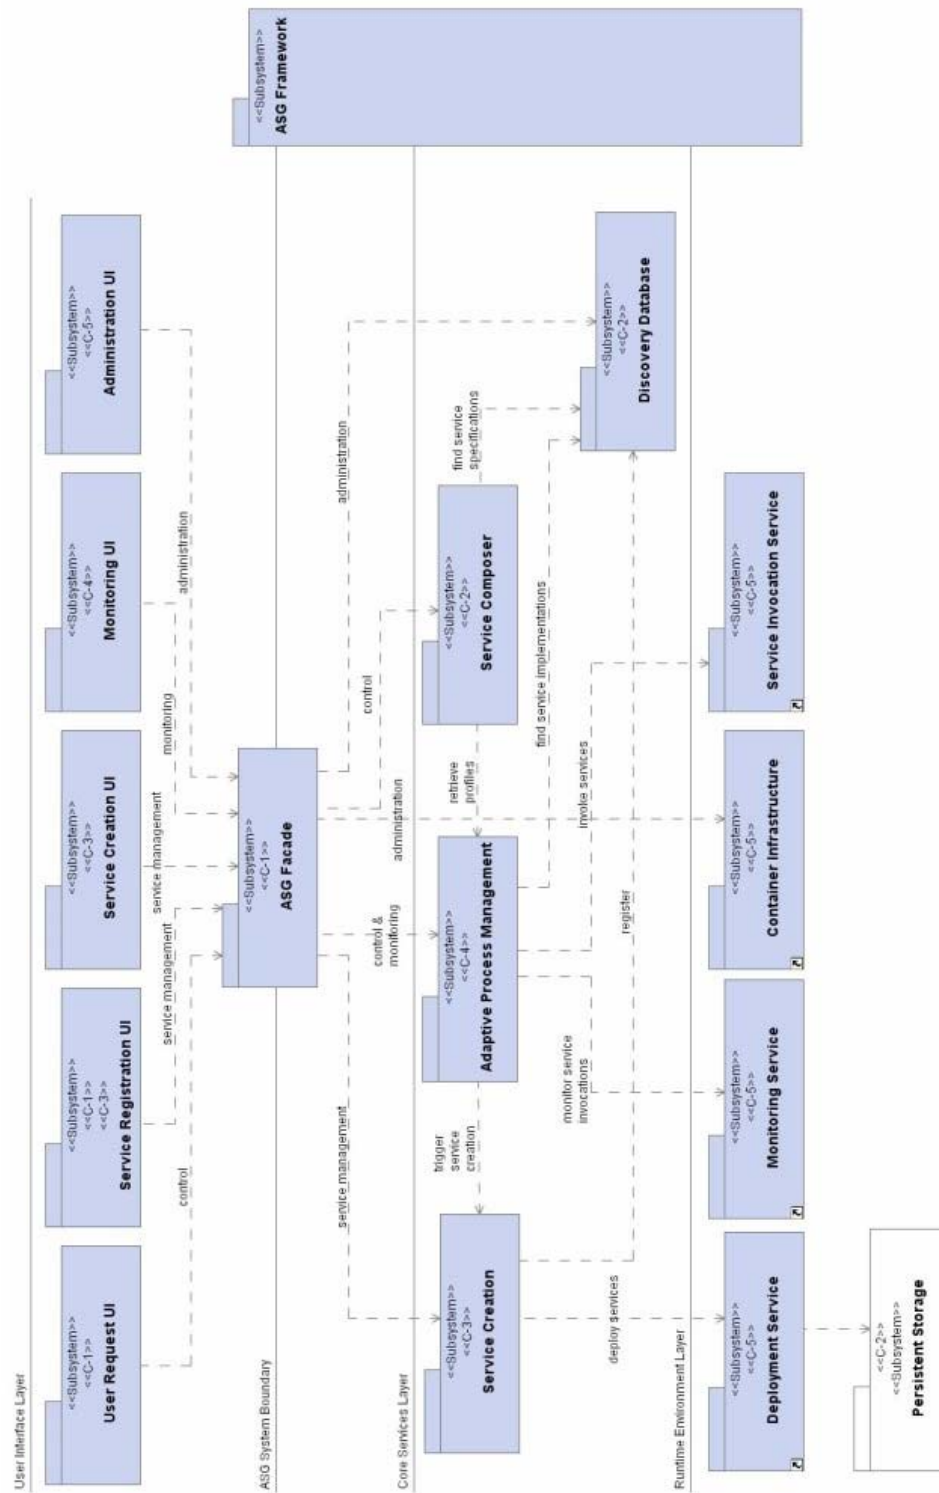 User Interface Layer
<<Subsystem>>
<<C-1>>
User Request UI
<<Subsystem>>
<<C-1>>
<<C-3>>
Service Registration UI
<<Subsystem>>
<<C-3>>
Service Creation UI
<<Subsystem>>
<<C-4>>
Monitoring UI
<<Subsystem>>
<<C-5>>
Administration UI
control
service management
service management
monitoring
administration
ASG System Boundary
<<Subsystem>>
<<C-1>>
ASG Facade
<<Subsystem>>
ASG Framework
service management
control &
monitoring
administration
control
administration
Core Services Layer
<<Subsystem>>
<<C-3>>
Service Creation
trigger
service
creation
<<Subsystem>>
<<C-4>>
Adaptive Process Management
retrieve
profiles
<<Subsystem>>
<<C-2>>
Service Composer
find service
specifications
<<Subsystem>>
<<C-2>>
Discovery Database
deploy services
monitor service
invocations
register
invoke services
find service implementations
Runtime Environment Layer
<<Subsystem>>
<<C-5>>
Deployment Service
<<Subsystem>>
<<C-5>>
Monitoring Service
<<Subsystem>>
<<C-5>>
Container Infrastructure
<<Subsystem>>
<<C-5>>
Service Invocation Service
<<C-2>>
<<Subsystem>>
Persistent Storage